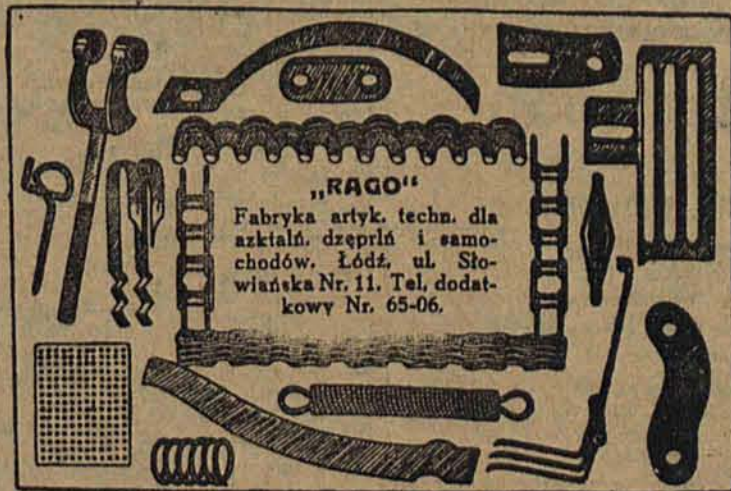 „RAGO“
Fabryka artyk. techn. dla
azktalń. dzęprlń i samo-
chodów. Łódź, ul. Sło-
wiańska Nr. 11. Tel. dodat-
kowy Nr. 65-06.